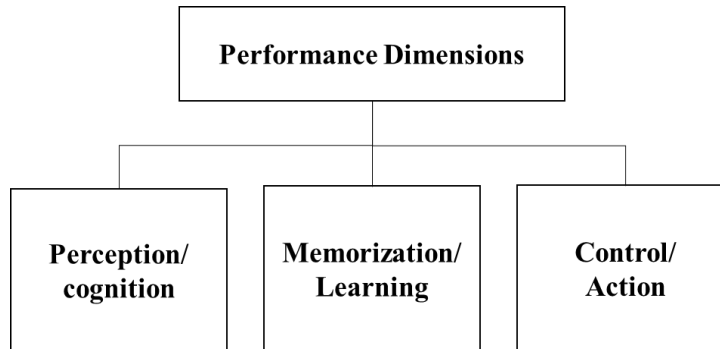 Performance Dimensions
Perception/
cognition
Memorization/
Learning
Control/
Action